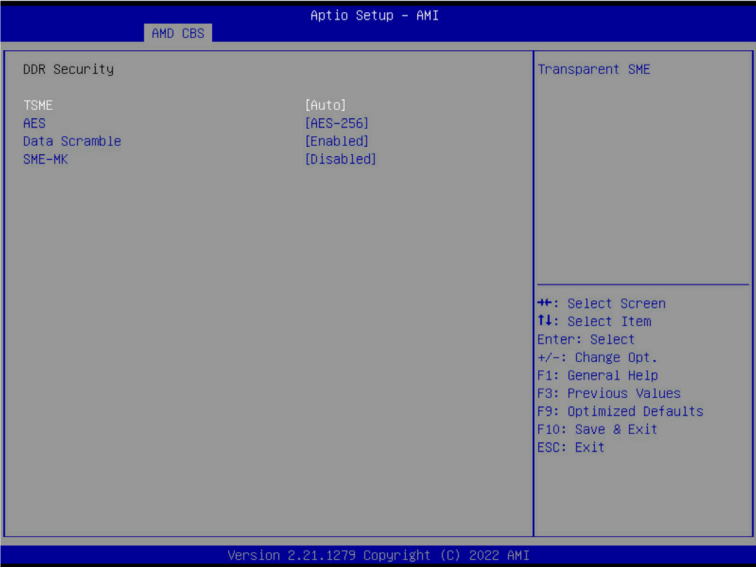 Aptio Setup – AMI
AMD CBS
DDR Security
TSME [Auto]
AES [AES-256]
Data Scramble [Enabled]
SME-MK [Disabled]
Transparent SME
→←: Select Screen
↑↓: Select Item
Enter: Select
+/-: Change Opt.
F1: General Help
F3: Previous Values
F9: Optimized Defaults
F10: Save & Exit
ESC: Exit
Version 2.21.1279 Copyright (C) 2022 AMI